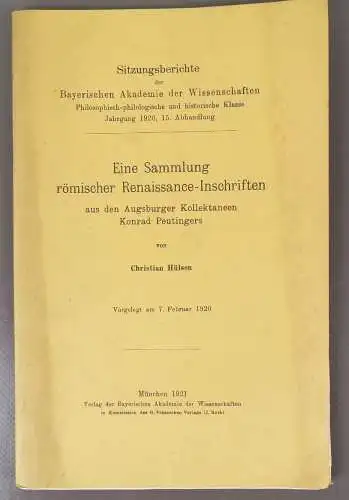 Sitzungsberichte
der
Bayerischen Akademie der Wissenschaften
Philosophisch-philologische und historische Klasse
Jahrgang 1920, 15. Abhandlung
Eine Sammlung
römischer Renaissance-Inschriften
aus den Augsburger Kollektaneen
Konrad Peutingers
von
Christian Hülsen
Vorgelegt am 7. Februar 1920
München 1921
Verlag der Bayerischen Akademie der Wissenschaften
in Kommission des G. Franzschen Verlags (J. Roth)